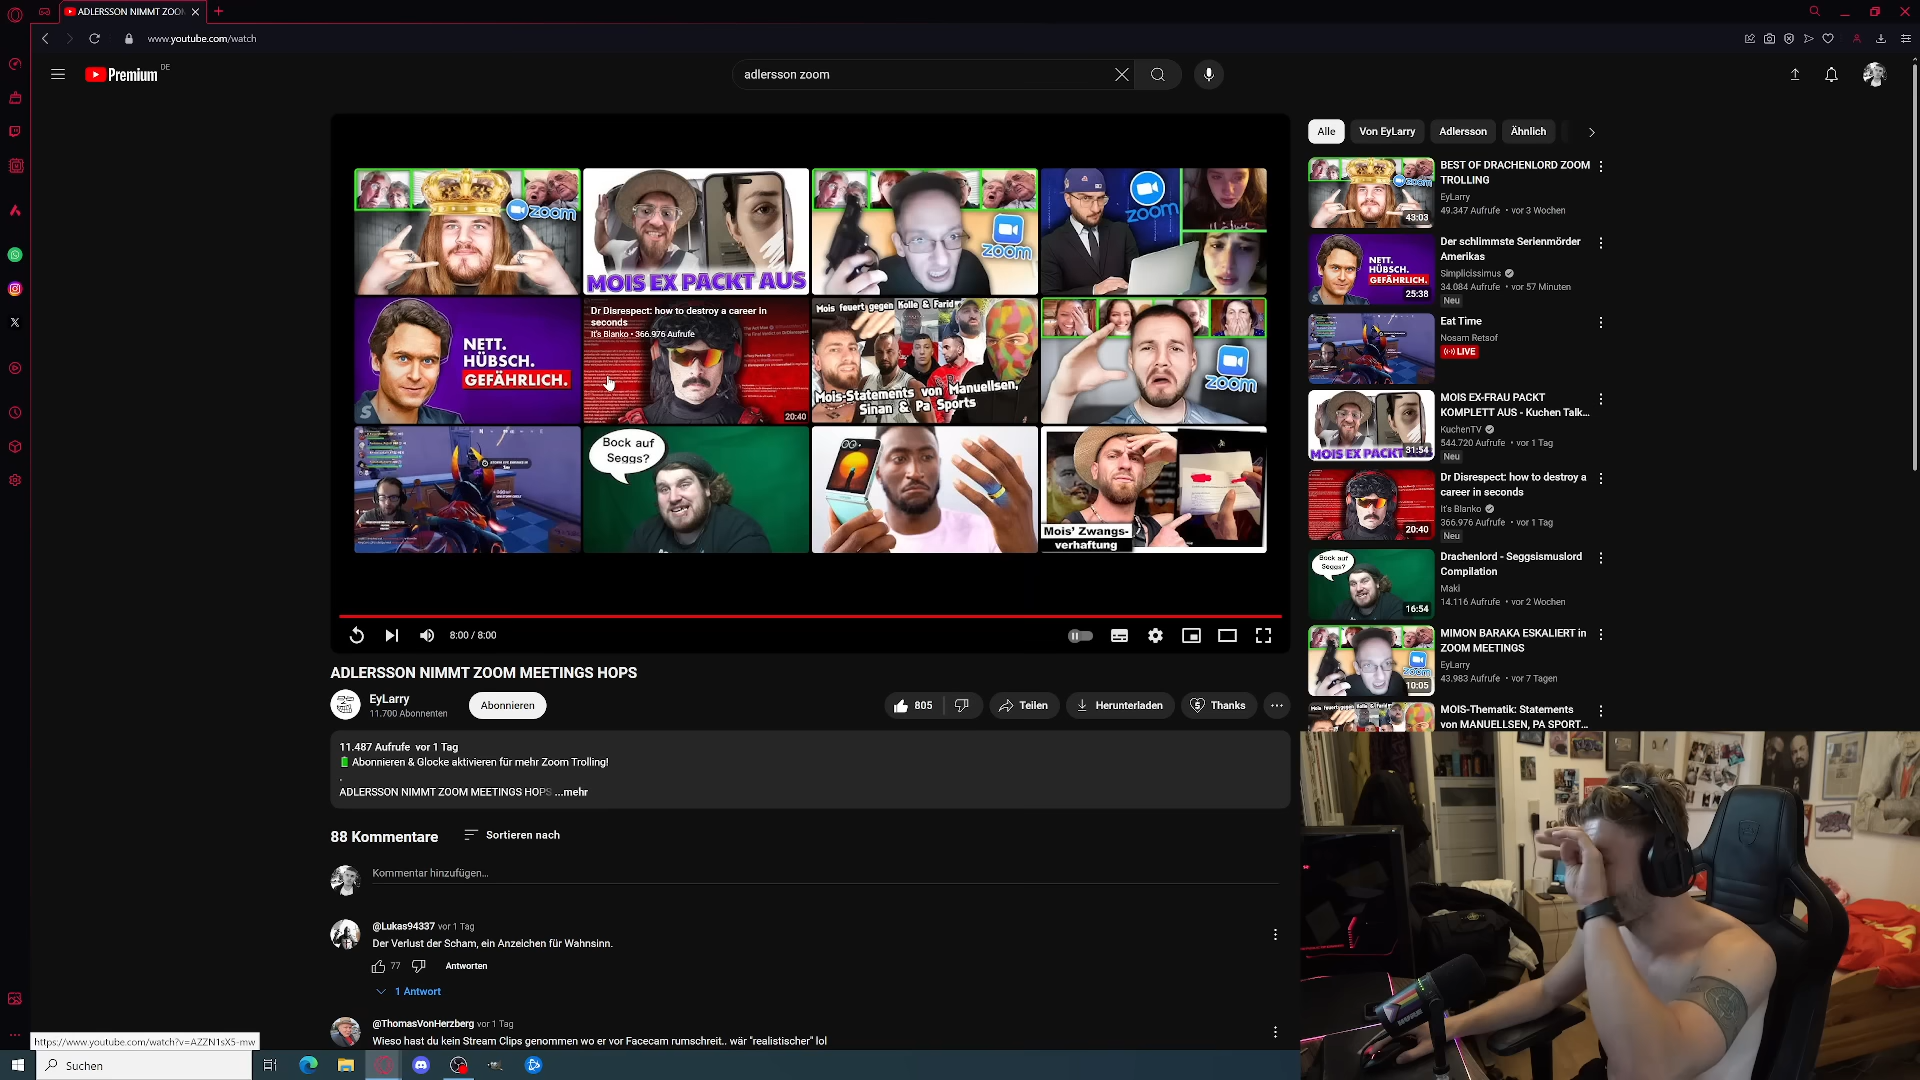 ADLERSSON NIMMT ZOOM
www.youtube.com/watch
Premium DE
adlersson zoom
Alle
Von EyLarry
Adlersson
Ähnlich
zoom
MOIS EX PACKT AUS
zoom
zoom
NETT.
HÜBSCH.
GEFÄHRLICH.
Dr Disrespect: how to destroy a career in
seconds
It's Blanko • 366.976 Aufrufe
20:40
Mois feuert gegen Kolle & Farid
Mois-Statements von Manuellsen,
Sinan & Pa Sports
zoom
Bock auf
Seggs?
Mois' Zwangs-
verhaftung
8:00 / 8:00
ADLERSSON NIMMT ZOOM MEETINGS HOPS
EyLarry
11.700 Abonnenten
Abonnieren
805
Teilen
Herunterladen
Thanks
11.487 Aufrufe vor 1 Tag
Abonnieren & Glocke aktivieren für mehr Zoom Trolling!
.
ADLERSSON NIMMT ZOOM MEETINGS HOPS ...mehr
88 Kommentare
Sortieren nach
Kommentar hinzufügen...
@Lukas94337 vor 1 Tag
Der Verlust der Scham, ein Anzeichen für Wahnsinn.
77
Antworten
1 Antwort
@ThomasVonHerzberg vor 1 Tag
Wieso hast du kein Stream Clips genommen wo er vor Facecam rumschreit.. wär "realistischer" lol
BEST OF DRACHENLORD ZOOM
TROLLING
EyLarry
49.347 Aufrufe • vor 3 Wochen
43:03
Der schlimmste Serienmörder
Amerikas
Simplicissimus
34.084 Aufrufe • vor 57 Minuten
Neu
NETT.
HÜBSCH.
GEFÄHRLICH.
25:38
Eat Time
Nosam Retsof
LIVE
MOIS EX-FRAU PACKT
KOMPLETT AUS - Kuchen Talk...
KuchenTV
544.720 Aufrufe • vor 1 Tag
Neu
31:54
Dr Disrespect: how to destroy a
career in seconds
It's Blanko
366.976 Aufrufe • vor 1 Tag
Neu
20:40
Drachenlord - Seggsismuslord
Compilation
Maki
14.116 Aufrufe • vor 2 Wochen
Bock auf
Seggs?
16:54
MIMON BARAKA ESKALIERT in
ZOOM MEETINGS
EyLarry
43.983 Aufrufe • vor 7 Tagen
zoom
10:05
MOIS-Thematik: Statements
von MANUELLSEN, PA SPORT...
https://www.youtube.com/watch?v=AZZN1sX5-mw
Suchen